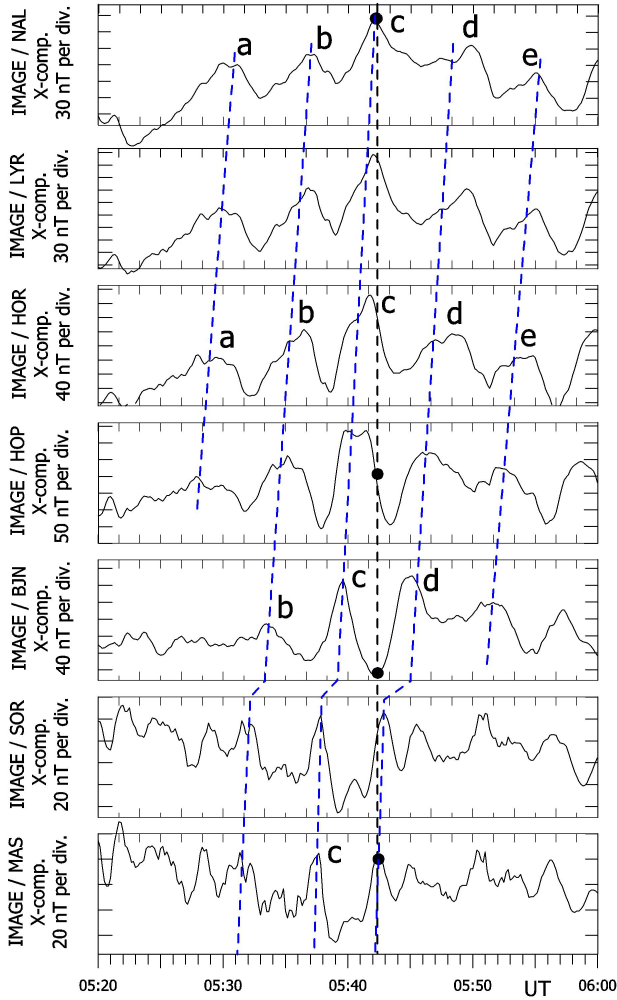 IMAGE / NAL
X-comp.
30 nT per div.
a
b
c
d
e
IMAGE / LYR
X-comp.
30 nT per div.
IMAGE / HOR
X-comp.
40 nT per div.
a
b
c
d
e
IMAGE / HOP
X-comp.
50 nT per div.
IMAGE / BJN
X-comp.
40 nT per div.
b
c
d
IMAGE / SOR
X-comp.
20 nT per div.
IMAGE / MAS
X-comp.
20 nT per div.
c
05:20 05:30 05:40 05:50 UT 06:00